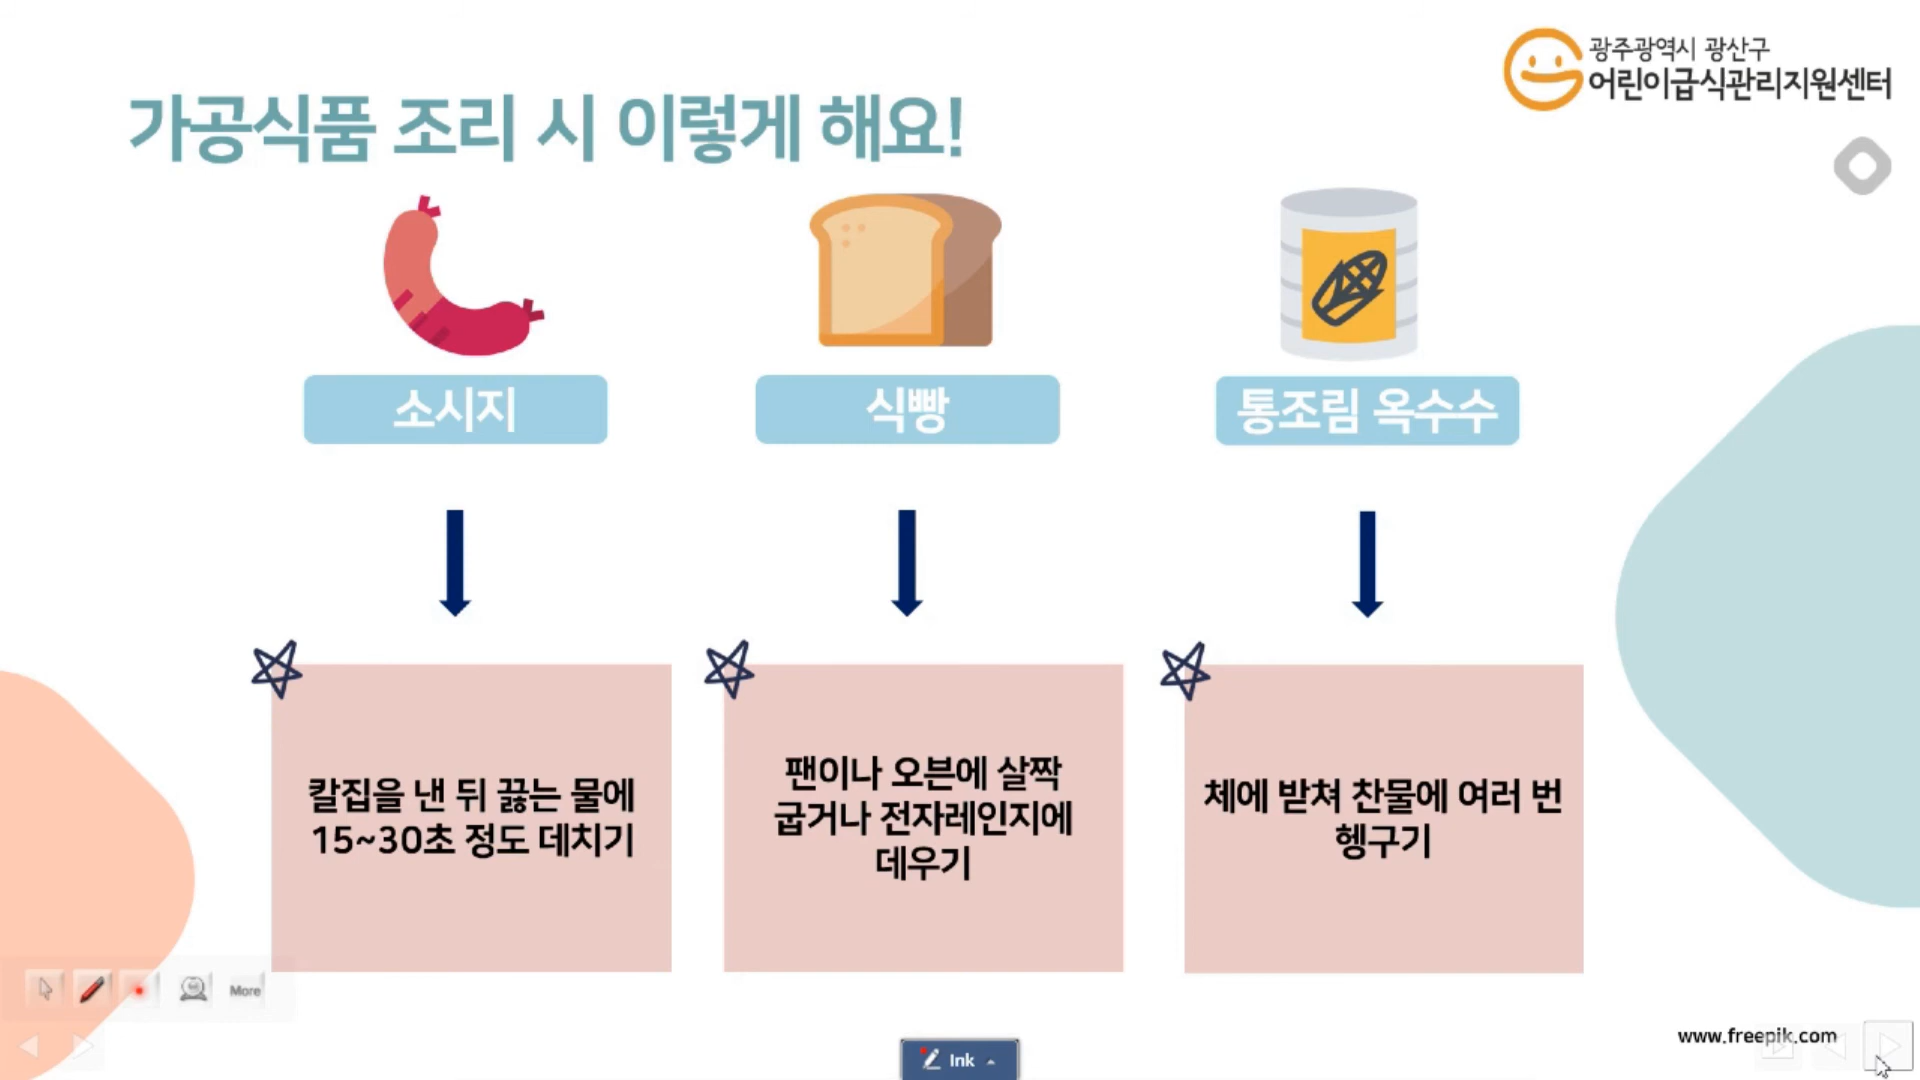 광주광역시 광산구
어린이급식관리지원센터
가공식품 조리 시 이렇게 해요!
소시지
식빵
통조림 옥수수
칼집을 낸 뒤 끓는 물에
15~30초 정도 데치기
팬이나 오븐에 살짝
굽거나 전자레인지에
데우기
체에 받쳐 찬물에 여러 번
헹구기
More
Ink
www.freepik.com